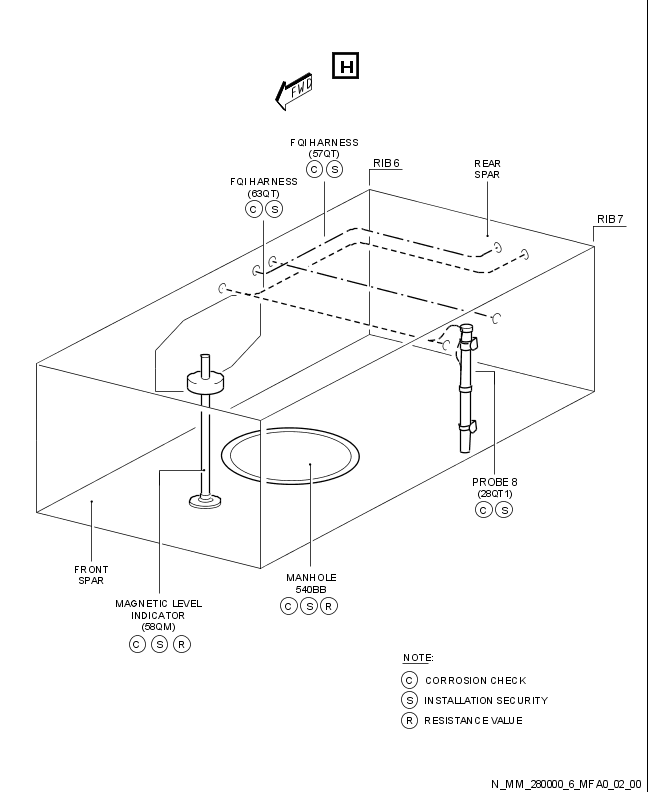 H
FWD
FQI HARNESS
(57QT)
C S
RIB 6
REAR
SPAR
FQI HARNESS
(63QT)
C S
RIB 7
PROBE 8
(28QT1)
C S
FRONT
SPAR
MANHOLE
540BB
C S R
MAGNETIC LEVEL
INDICATOR
(58QM)
C S R
NOTE:
C CORROSION CHECK
S INSTALLATION SECURITY
R RESISTANCE VALUE
N_MM_280000_6_MFA0_02_00